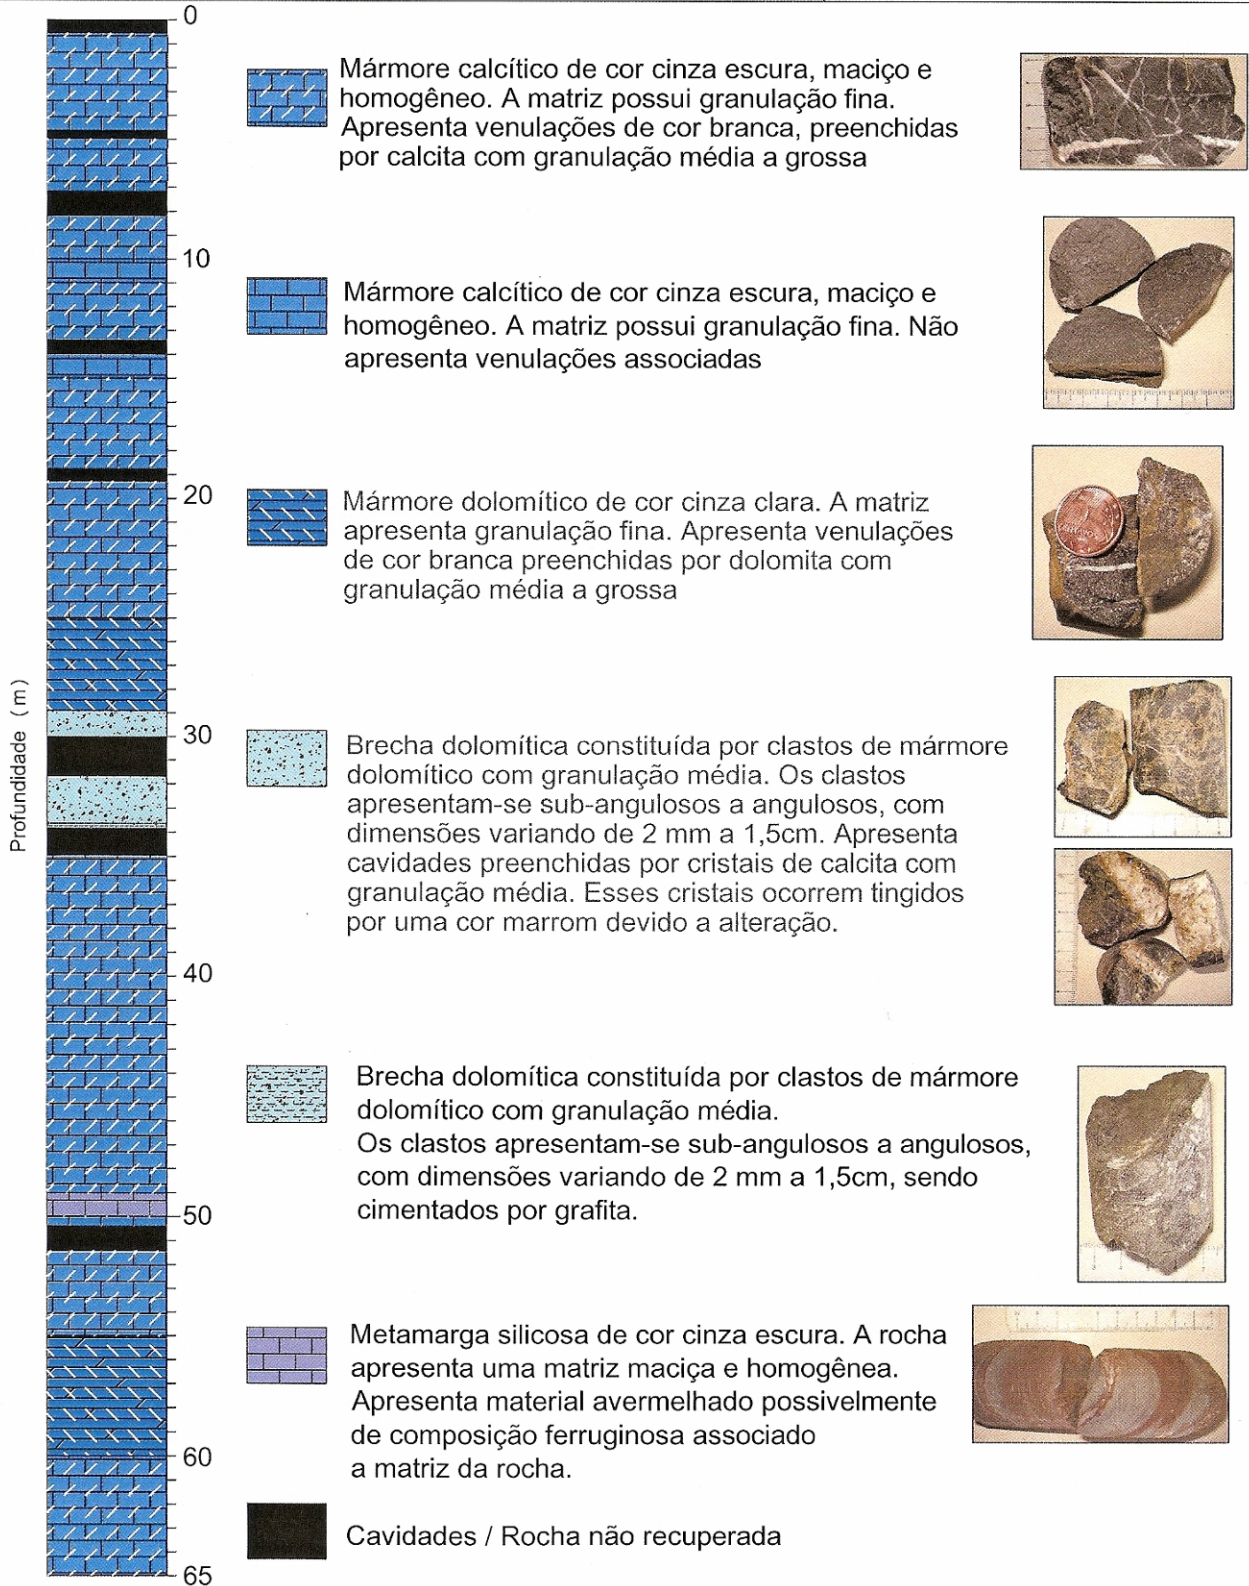 0
10
20
30
40
50
60
65
Profundidade (m)
Mármore calcítico de cor cinza escura, maciço e
homogêneo. A matriz possui granulação fina.
Apresenta venulações de cor branca, preenchidas
por calcita com granulação média a grossa
Mármore calcítico de cor cinza escura, maciço e
homogêneo. A matriz possui granulação fina. Não
apresenta venulações associadas
Mármore dolomítico de cor cinza clara. A matriz
apresenta granulação fina. Apresenta venulações
de cor branca preenchidas por dolomita com
granulação média a grossa
Brecha dolomítica constituída por clastos de mármore
dolomítico com granulação média. Os clastos
apresentam-se sub-angulosos a angulosos, com
dimensões variando de 2 mm a 1,5cm. Apresenta
cavidades preenchidas por cristais de calcita com
granulação média. Esses cristais ocorrem tingidos
por uma cor marrom devido a alteração.
Brecha dolomítica constituída por clastos de mármore
dolomítico com granulação média.
Os clastos apresentam-se sub-angulosos a angulosos,
com dimensões variando de 2 mm a 1,5cm, sendo
cimentados por grafita.
Metamarga silicosa de cor cinza escura. A rocha
apresenta uma matriz maciça e homogênea.
Apresenta material avermelhado possivelmente
de composição ferruginosa associado
a matriz da rocha.
Cavidades / Rocha não recuperada